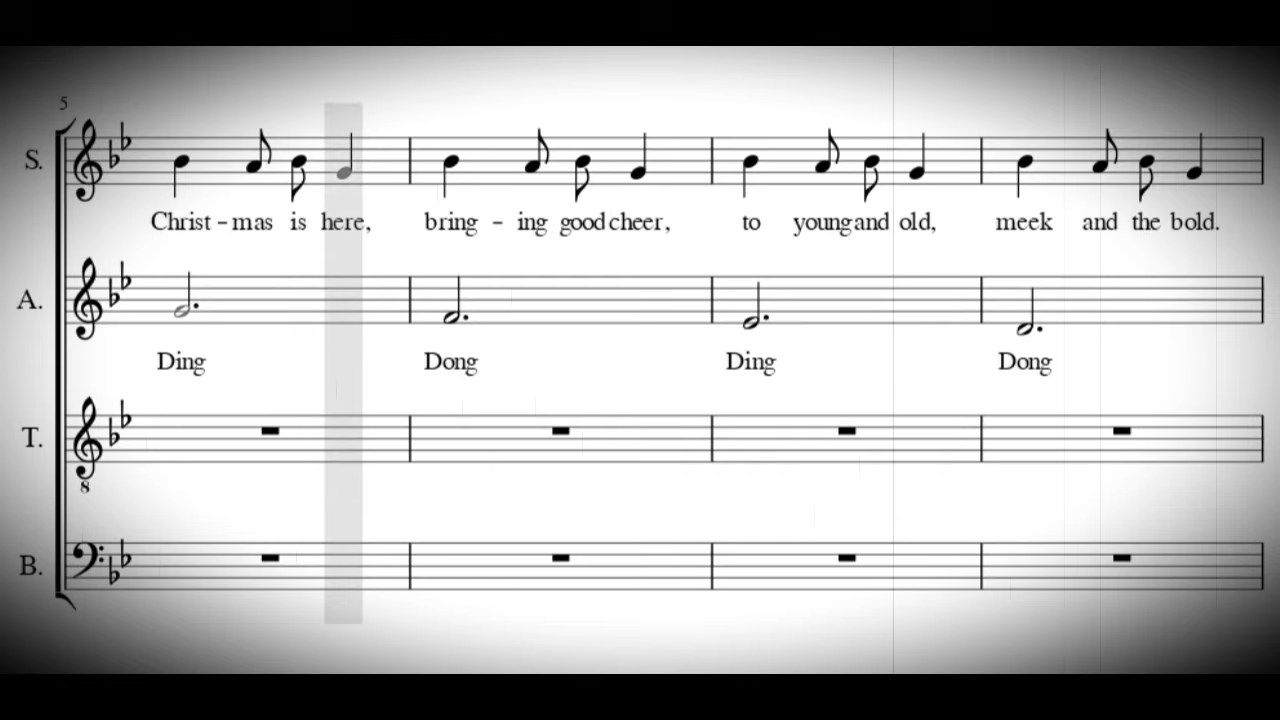 5
S.
Christ - mas is here, bring - ing good cheer, to young and old, meek and the bold.
A.
Ding Dong Ding Dong
T.
8
B.